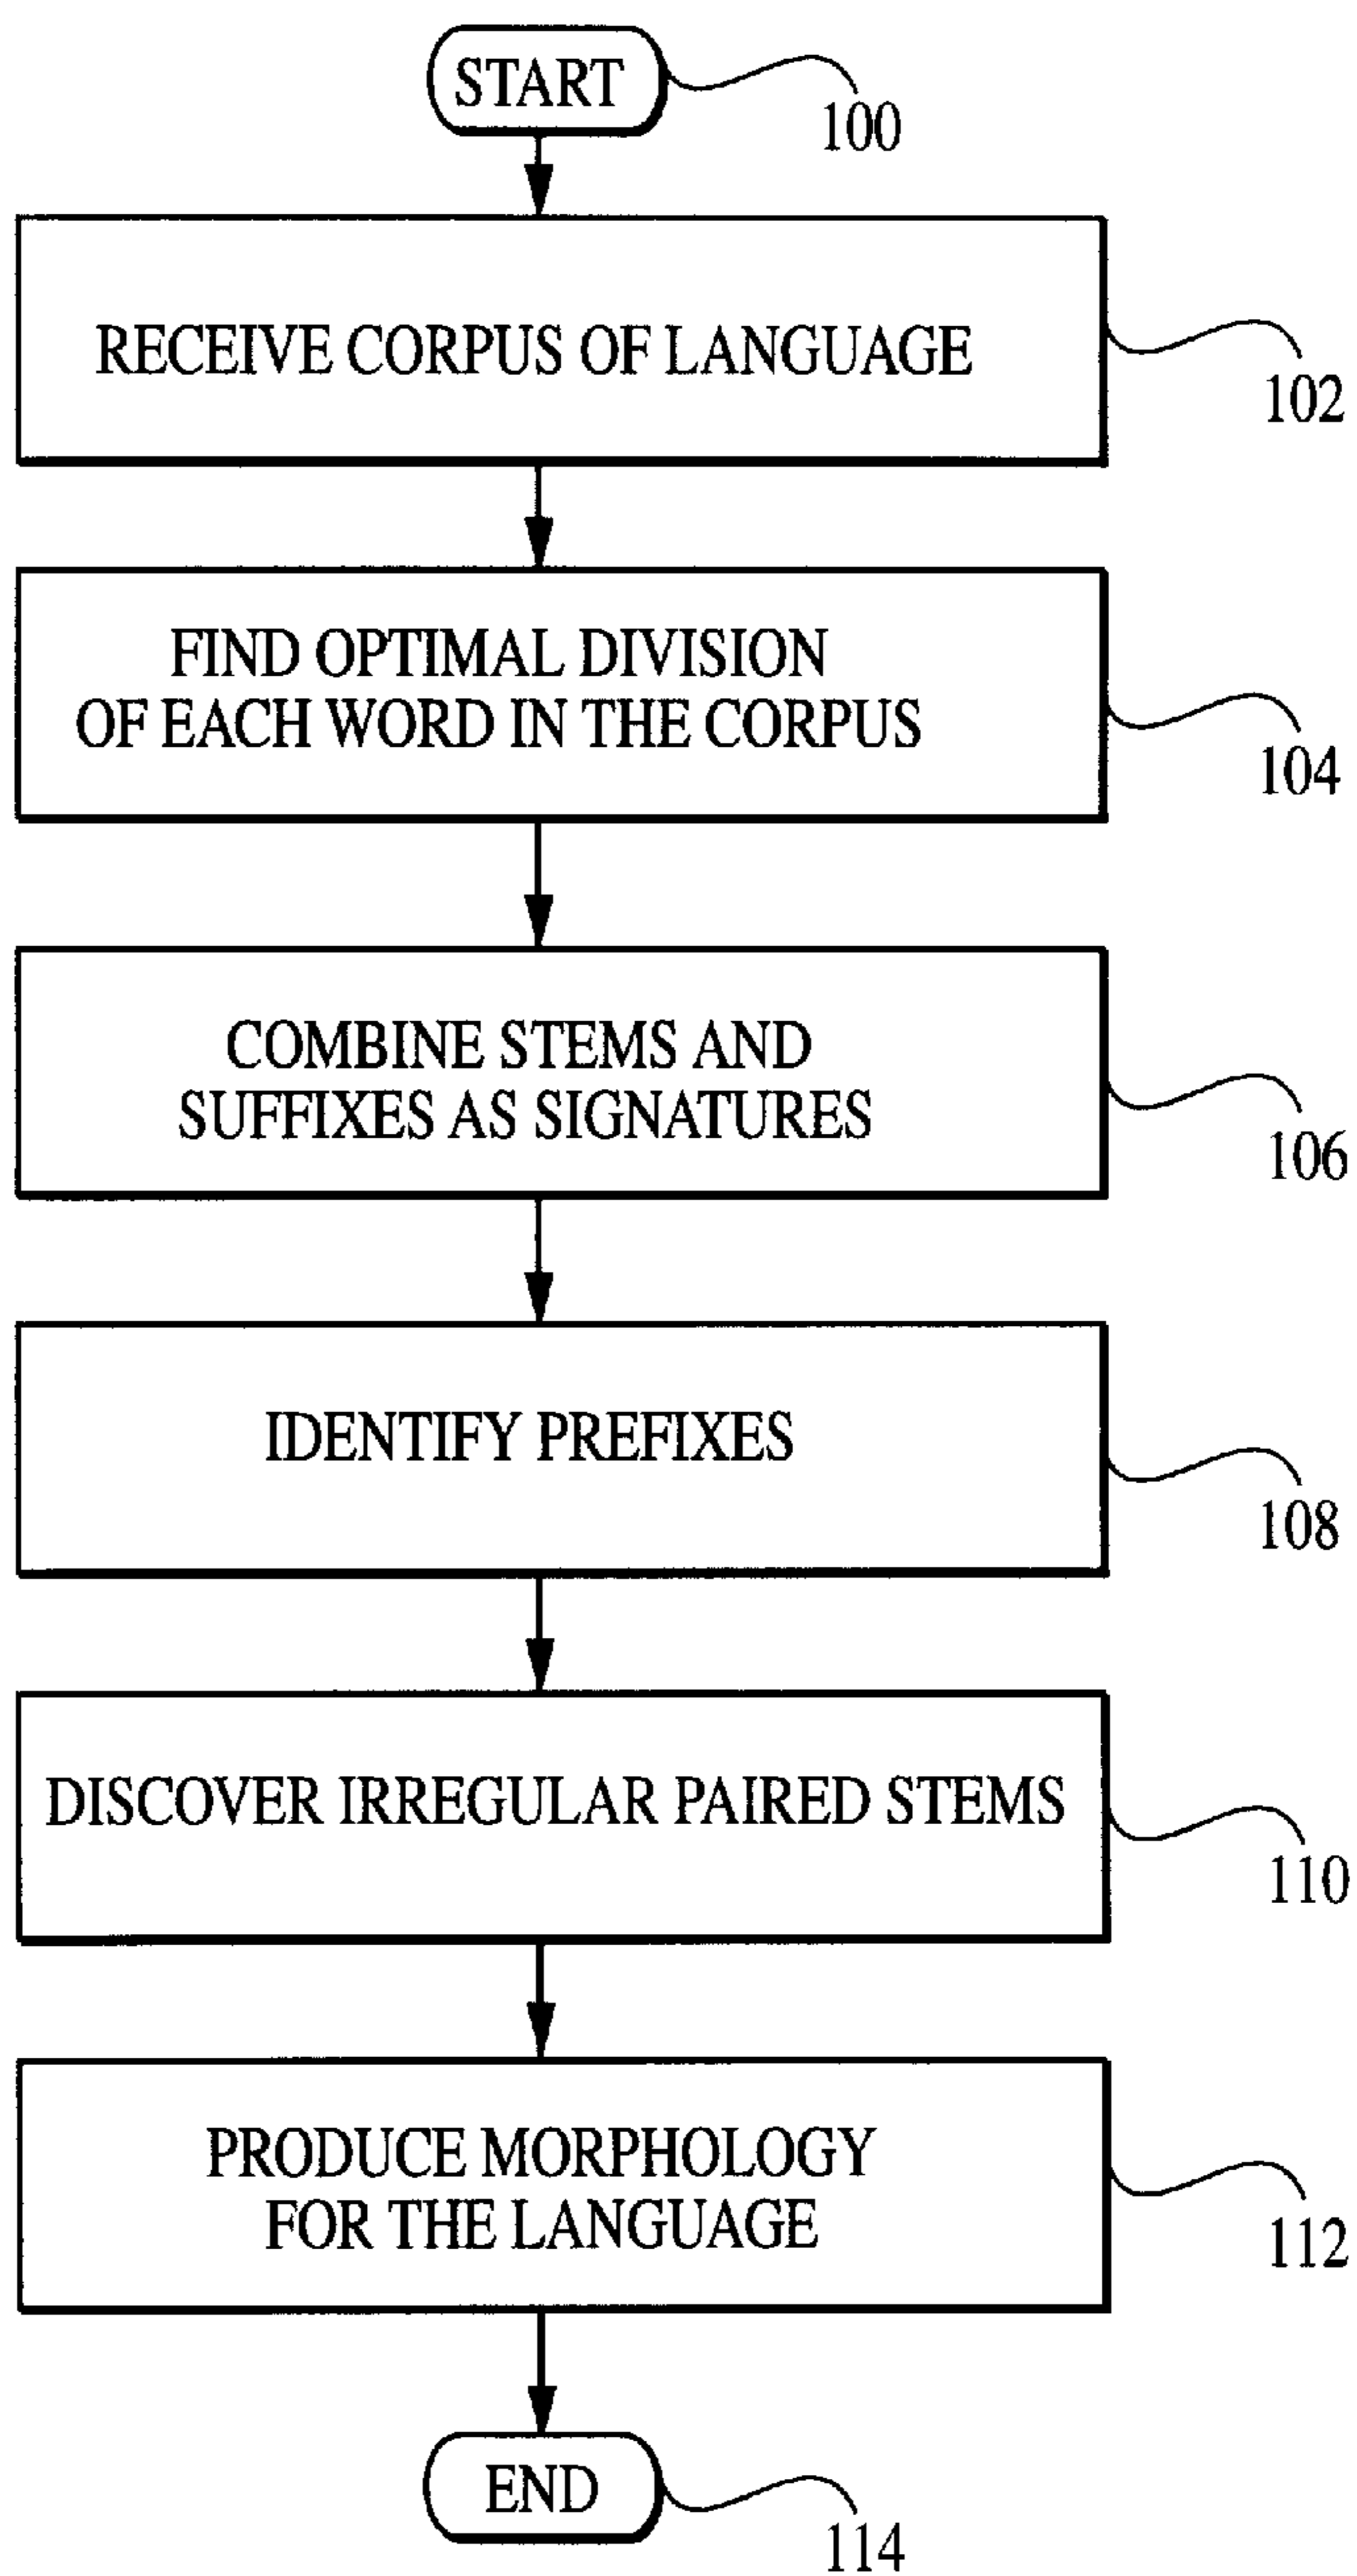 START
100
RECEIVE CORPUS OF LANGUAGE
102
FIND OPTIMAL DIVISION
OF EACH WORD IN THE CORPUS
104
COMBINE STEMS AND
SUFFIXES AS SIGNATURES
106
IDENTIFY PREFIXES
108
DISCOVER IRREGULAR PAIRED STEMS
110
PRODUCE MORPHOLOGY
FOR THE LANGUAGE
112
END
114